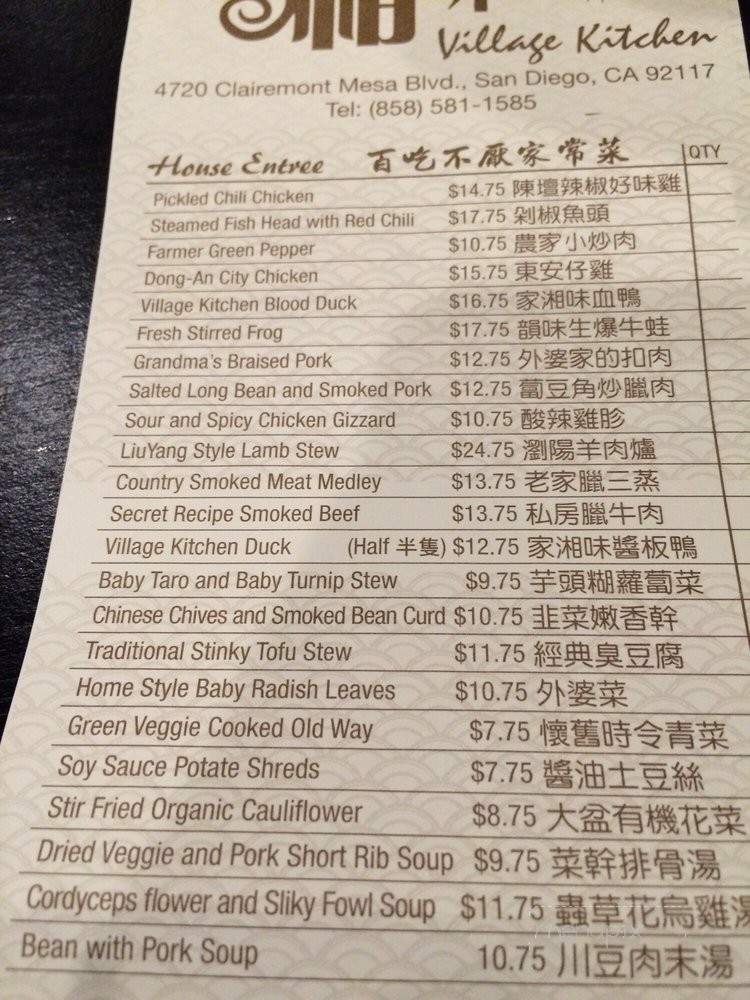 湘
Village Kitchen
4720 Clairemont Mesa Blvd., San Diego, CA 92117
Tel: (858) 581-1585
House Entree 百吃不厭家常菜 QTY
Pickled Chili Chicken $14.75 陳壇辣椒好味雞
Steamed Fish Head with Red Chili $17.75 剁椒魚頭
Farmer Green Pepper $10.75 農家小炒肉
Dong-An City Chicken $15.75 東安仔雞
Village Kitchen Blood Duck $16.75 家湘味血鴨
Fresh Stirred Frog $17.75 韻味生爆牛蛙
Grandma's Braised Pork $12.75 外婆家的扣肉
Salted Long Bean and Smoked Pork $12.75 蔔豆角炒臘肉
Sour and Spicy Chicken Gizzard $10.75 酸辣雞胗
LiuYang Style Lamb Stew $24.75 瀏陽羊肉爐
Country Smoked Meat Medley $13.75 老家臘三蒸
Secret Recipe Smoked Beef $13.75 私房臘牛肉
Village Kitchen Duck (Half 半隻) $12.75 家湘味醬板鴨
Baby Taro and Baby Turnip Stew $9.75 芋頭糊蘿蔔菜
Chinese Chives and Smoked Bean Curd $10.75 韭菜嫩香幹
Traditional Stinky Tofu Stew $11.75 經典臭豆腐
Home Style Baby Radish Leaves $10.75 外婆菜
Green Veggie Cooked Old Way $7.75 懷舊時令青菜
Soy Sauce Potate Shreds $7.75 醬油土豆絲
Stir Fried Organic Cauliflower $8.75 大盆有機花菜
Dried Veggie and Pork Short Rib Soup $9.75 菜幹排骨湯
Cordyceps flower and Sliky Fowl Soup $11.75 蟲草花烏雞湯
Bean with Pork Soup 10.75 川豆肉末湯